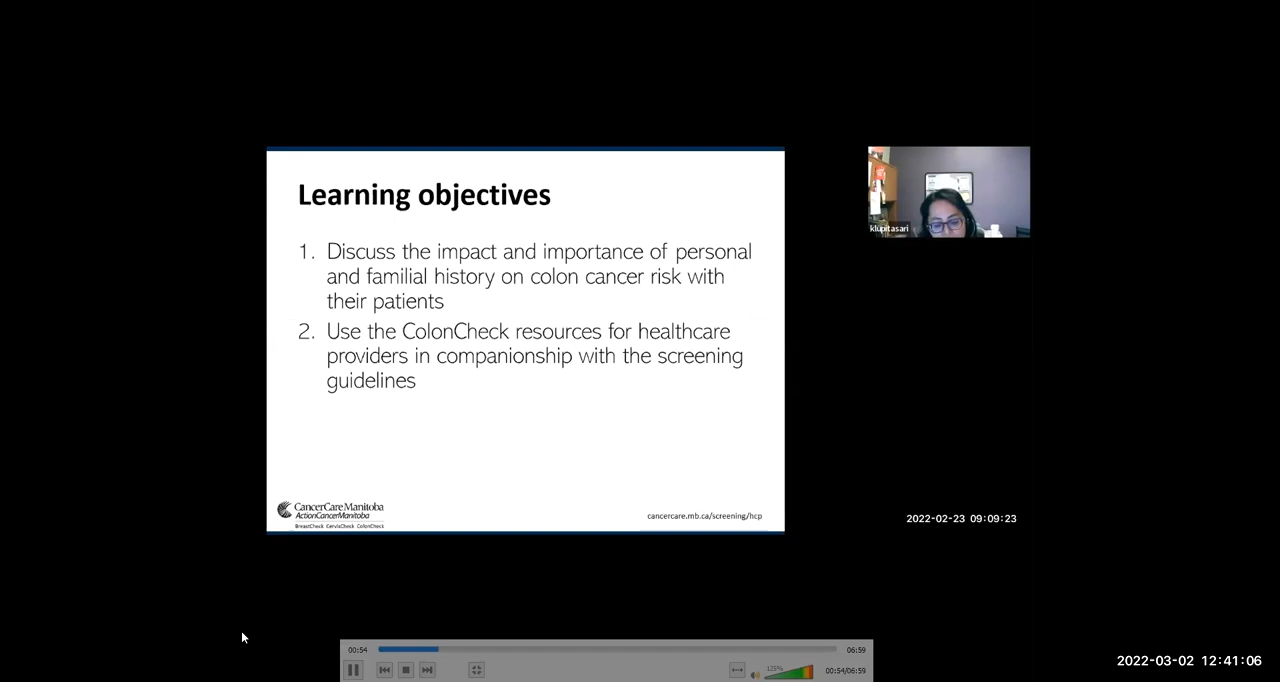 Learning objectives
1. Discuss the impact and importance of personal
and familial history on colon cancer risk with
their patients
2. Use the ColonCheck resources for healthcare
providers in companionship with the screening
guidelines
CancerCare Manitoba
ActionCancerManitoba
BreastCheck CervixCheck ColonCheck
cancercare.mb.ca/screening/hcp
klupitasari
2022-02-23 09:09:23
00:54
06:59
125%
00:54/06:59
2022-03-02 12:41:06